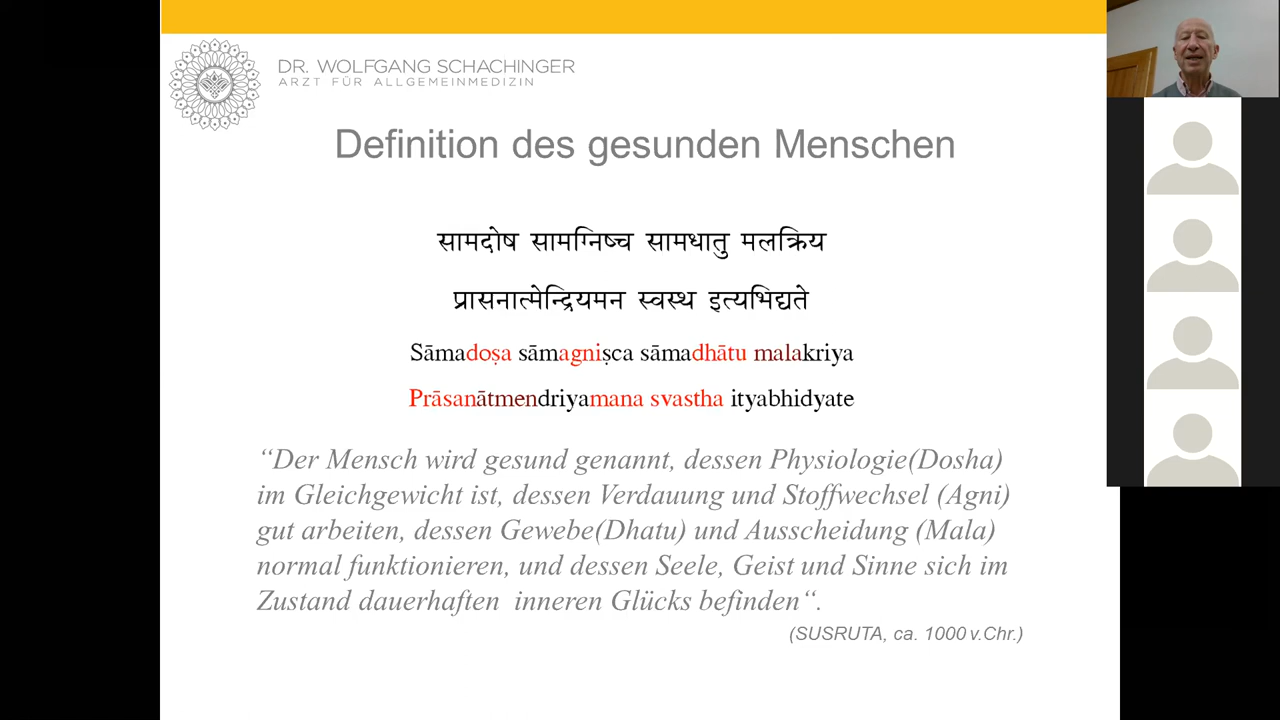 DR. WOLFGANG SCHACHINGER
ARZT FÜR ALLGEMEINMEDIZIN
Definition des gesunden Menschen
सामदोष सामग्निष्च सामधातु मलक्रिय
प्रासनात्मेन्द्रियमन स्वस्थ इत्यभिद्यते
Sāmadoṣa sāmagniṣca sāmadhātu malakriya
Prāsanātmendriyamana svastha ityabhidyate
“Der Mensch wird gesund genannt, dessen Physiologie(Dosha)
im Gleichgewicht ist, dessen Verdauung und Stoffwechsel (Agni)
gut arbeiten, dessen Gewebe(Dhatu) und Ausscheidung (Mala)
normal funktionieren, und dessen Seele, Geist und Sinne sich im
Zustand dauerhaften inneren Glücks befinden“.
(SUSRUTA, ca. 1000 v.Chr.)